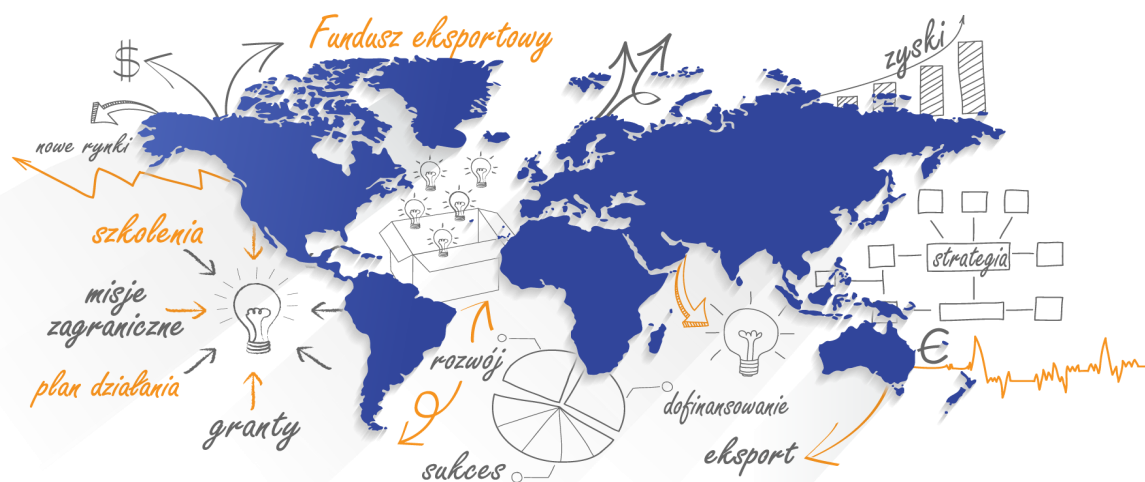 Fundusz eksportowy
$
zyski
nowe rynki
szkolenia
strategia
misje
zagraniczne
€
rozwój
plan działania
dofinansowanie
granty
eksport
sukces